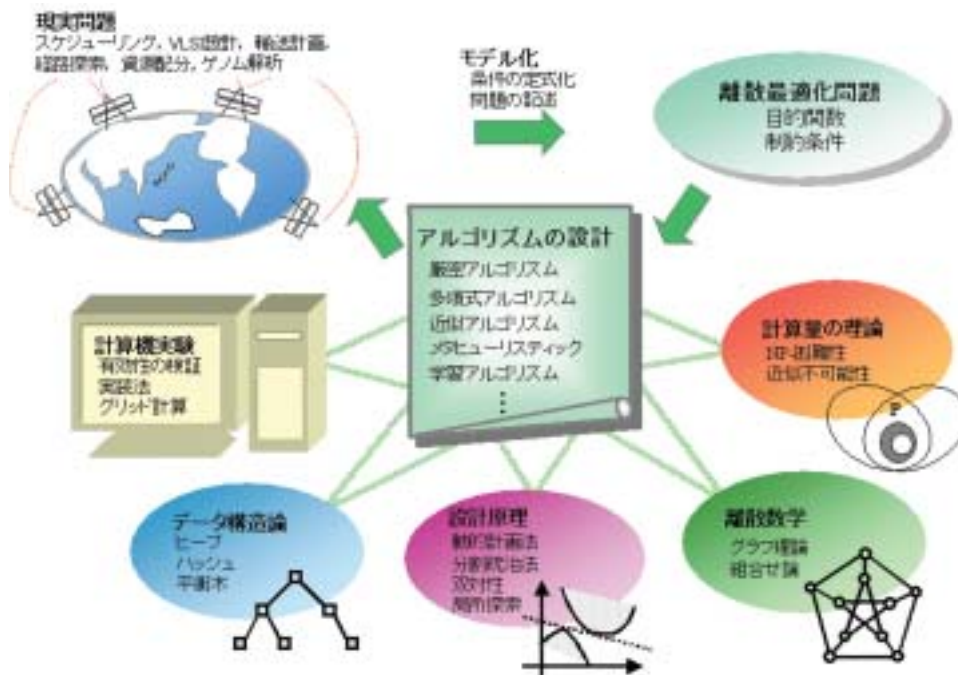 現実問題
スケジューリング, VLSI設計, 輸送計画,
経路探索, 資源配分, ゲノム解析
モデル化
条件の定式化
問題の記述
離散最適化問題
目的関数
制約条件
アルゴリズムの設計
厳密アルゴリズム
多項式アルゴリズム
近似アルゴリズム
メタヒューリスティック
学習アルゴリズム
⋮
計算機実験
有効性の検証
実装法
グリッド計算
計算量の理論
NP-困難性
近似不可能性
P
データ構造論
ヒープ
ハッシュ
平衡木
設計原理
動的計画法
分割統治法
双対性
局所探索
離散数学
グラフ理論
組合せ論